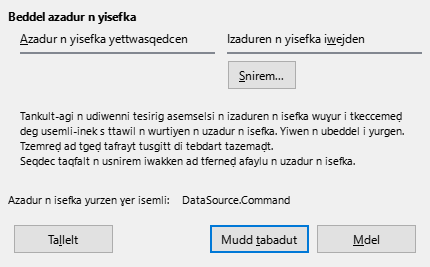 Beddel azadur n yisefka
Azadur n yisefka yettwasqedcen
Izaduren n yisefka iwejden
Snirem...
Tankult-agi n udiwenni tesirig asemselsi n izaduren n isefka wuɣur i tkeccemeḍ
deg usemli-inek s ttawil n wurtiyen n uzadur n isefka. Yiwen n ubeddel i yurgen.
Tzemreḍ ad tgeḍ tafrayt tusgitt di tebdart tazemaḍt.
Seqdec taqfalt n usnirem iwakken ad tferneḍ afaylu n uzadur n isefka.
Azadur n iṣefka yurzen ɣer isemli: DataSource.Command
Tallelt
Mudd tabadut
Mdel